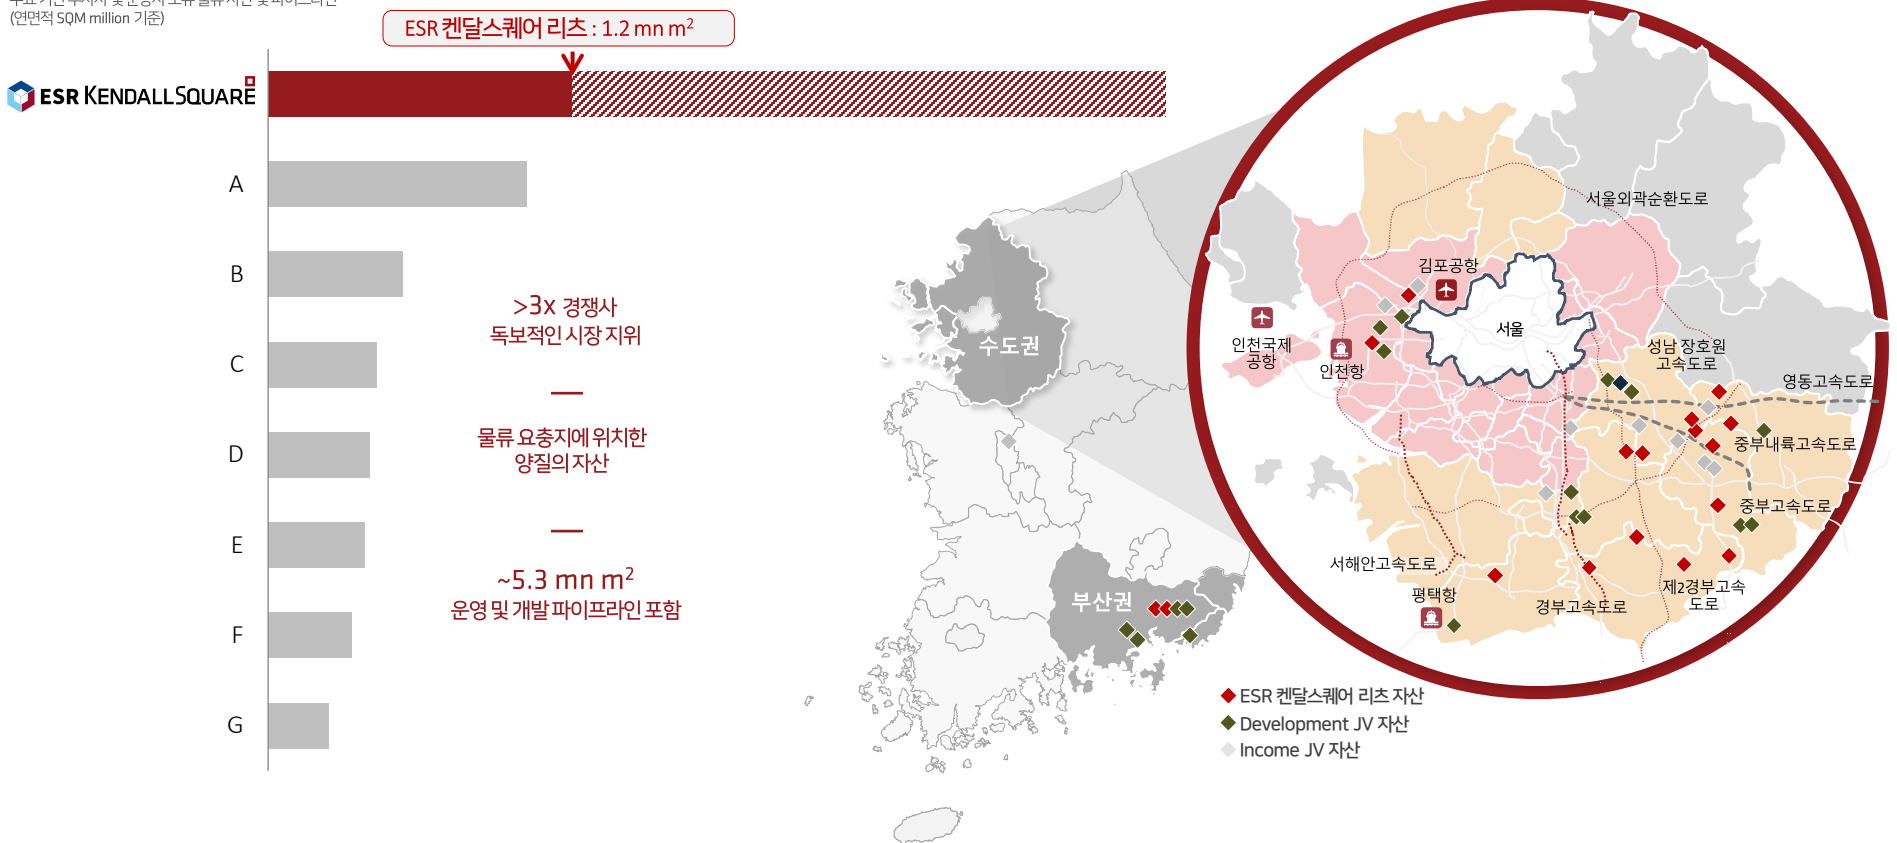 (연면적 SQM million 기준)
ESR 켄달스퀘어 리츠 : 1.2 mn m²
ESR KENDALLSQUARE
A
B
C
D
E
F
G
>3x 경쟁사
독보적인 시장 지위
물류 요충지에 위치한
양질의 자산
~5.3 mn m²
운영 및 개발 파이프라인 포함
수도권
부산권
서울외곽순환도로
김포공항
인천국제
공항
인천항
서울
성남 장호원
고속도로
영동고속도로
중부내륙고속도로
중부고속도로
서해안고속도로
평택항
경부고속도로
제2경부고속
도로
ESR 켄달스퀘어 리츠 자산
Development JV 자산
Income JV 자산